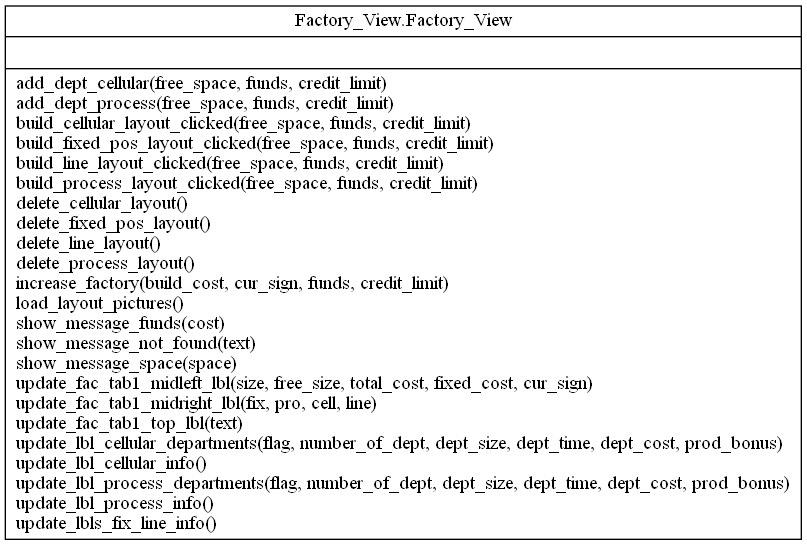 Factory_View.Factory_View
add_dept_cellular(free_space, funds, credit_limit)
add_dept_process(free_space, funds, credit_limit)
build_cellular_layout_clicked(free_space, funds, credit_limit)
build_fixed_pos_layout_clicked(free_space, funds, credit_limit)
build_line_layout_clicked(free_space, funds, credit_limit)
build_process_layout_clicked(free_space, funds, credit_limit)
delete_cellular_layout()
delete_fixed_pos_layout()
delete_line_layout()
delete_process_layout()
increase_factory(build_cost, cur_sign, funds, credit_limit)
load_layout_pictures()
show_message_funds(cost)
show_message_not_found(text)
show_message_space(space)
update_fac_tab1_midleft_lbl(size, free_size, total_cost, fixed_cost, cur_sign)
update_fac_tab1_midright_lbl(fix, pro, cell, line)
update_fac_tab1_top_lbl(text)
update_lbl_cellular_departments(flag, number_of_dept, dept_size, dept_time, dept_cost, prod_bonus)
update_lbl_cellular_info()
update_lbl_process_departments(flag, number_of_dept, dept_size, dept_time, dept_cost, prod_bonus)
update_lbl_process_info()
update_lbls_fix_line_info()